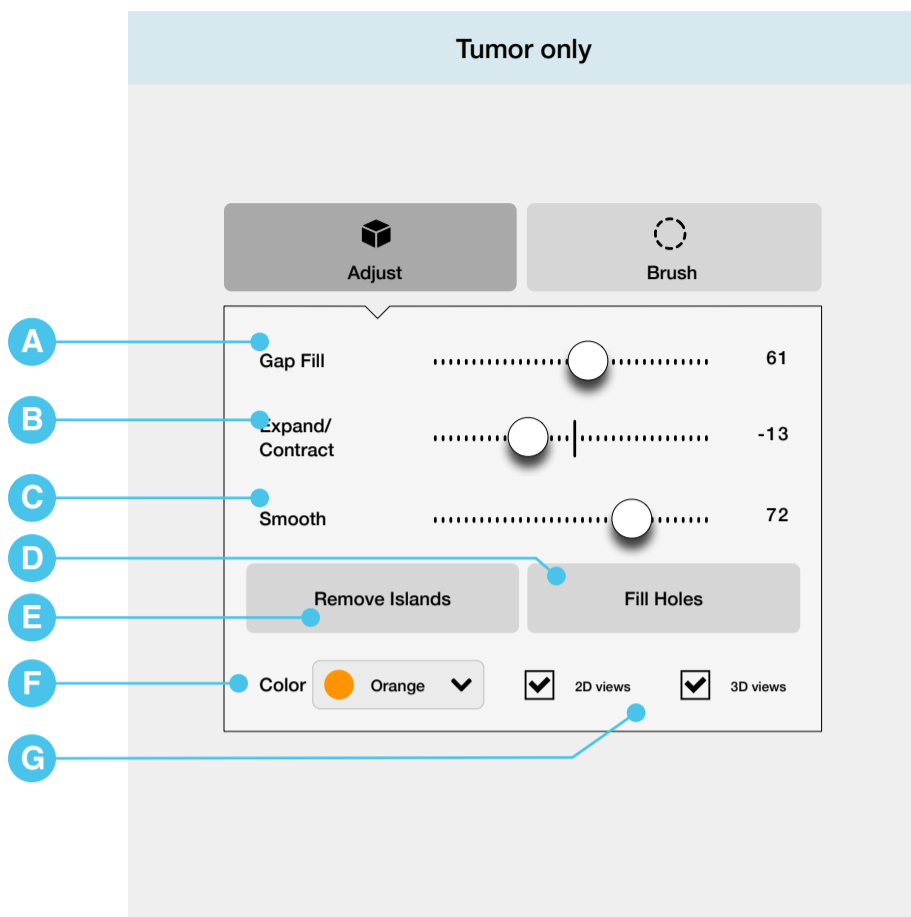 Tumor only
Adjust
Brush
A
Gap Fill
61
B
Expand/
Contract
-13
C
Smooth
72
D
E
Remove Islands
Fill Holes
F
Color
Orange
2D views
3D views
G